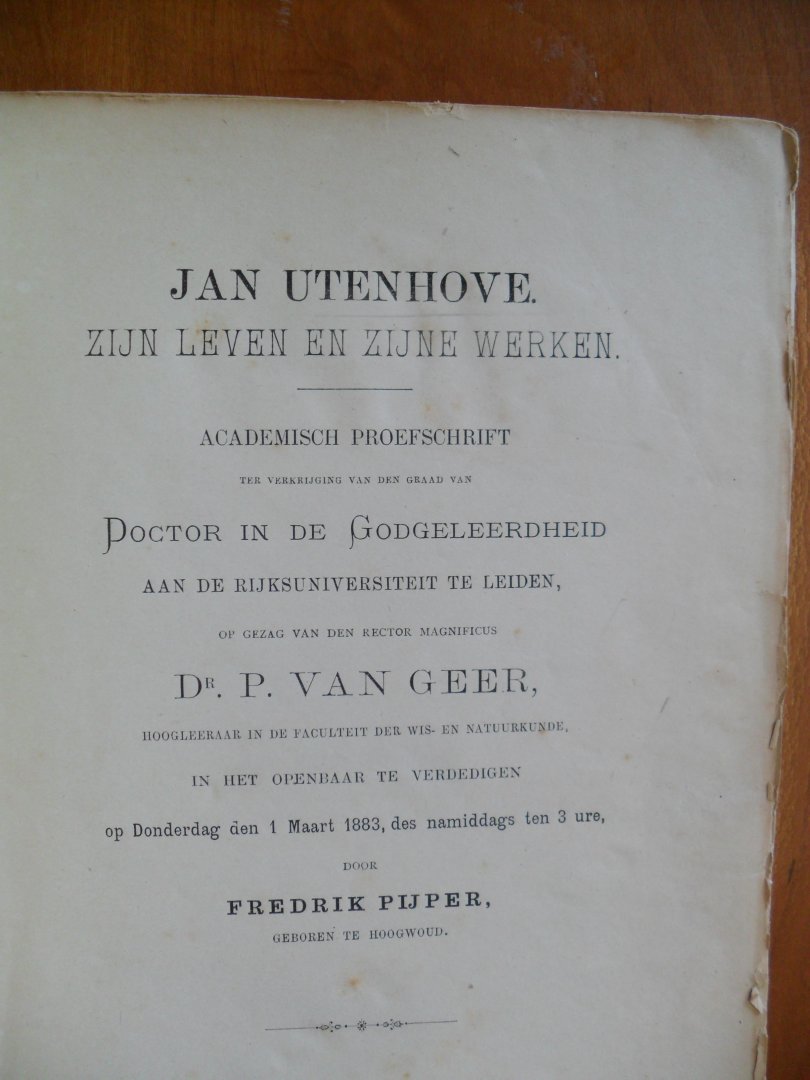 JAN UTENHOVE.
ZIJN LEVEN EN ZIJNE WERKEN.
ACADEMISCH PROEFSCHRIFT
TER VERKRIJGING VAN DEN GRAAD VAN
DOCTOR IN DE GODGELEERDHEID
AAN DE RIJKSUNIVERSITEIT TE LEIDEN,
OP GEZAG VAN DEN RECTOR MAGNIFICUS
DR. P. VAN GEER,
HOOGLEERAAR IN DE FACULTEIT DER WIS- EN NATUURKUNDE,
IN HET OPENBAAR TE VERDEDIGEN
op Donderdag den 1 Maart 1883, des namiddags ten 3 ure,
DOOR
FREDRIK PIJPER,
GEBOREN TE HOOGWOUD.